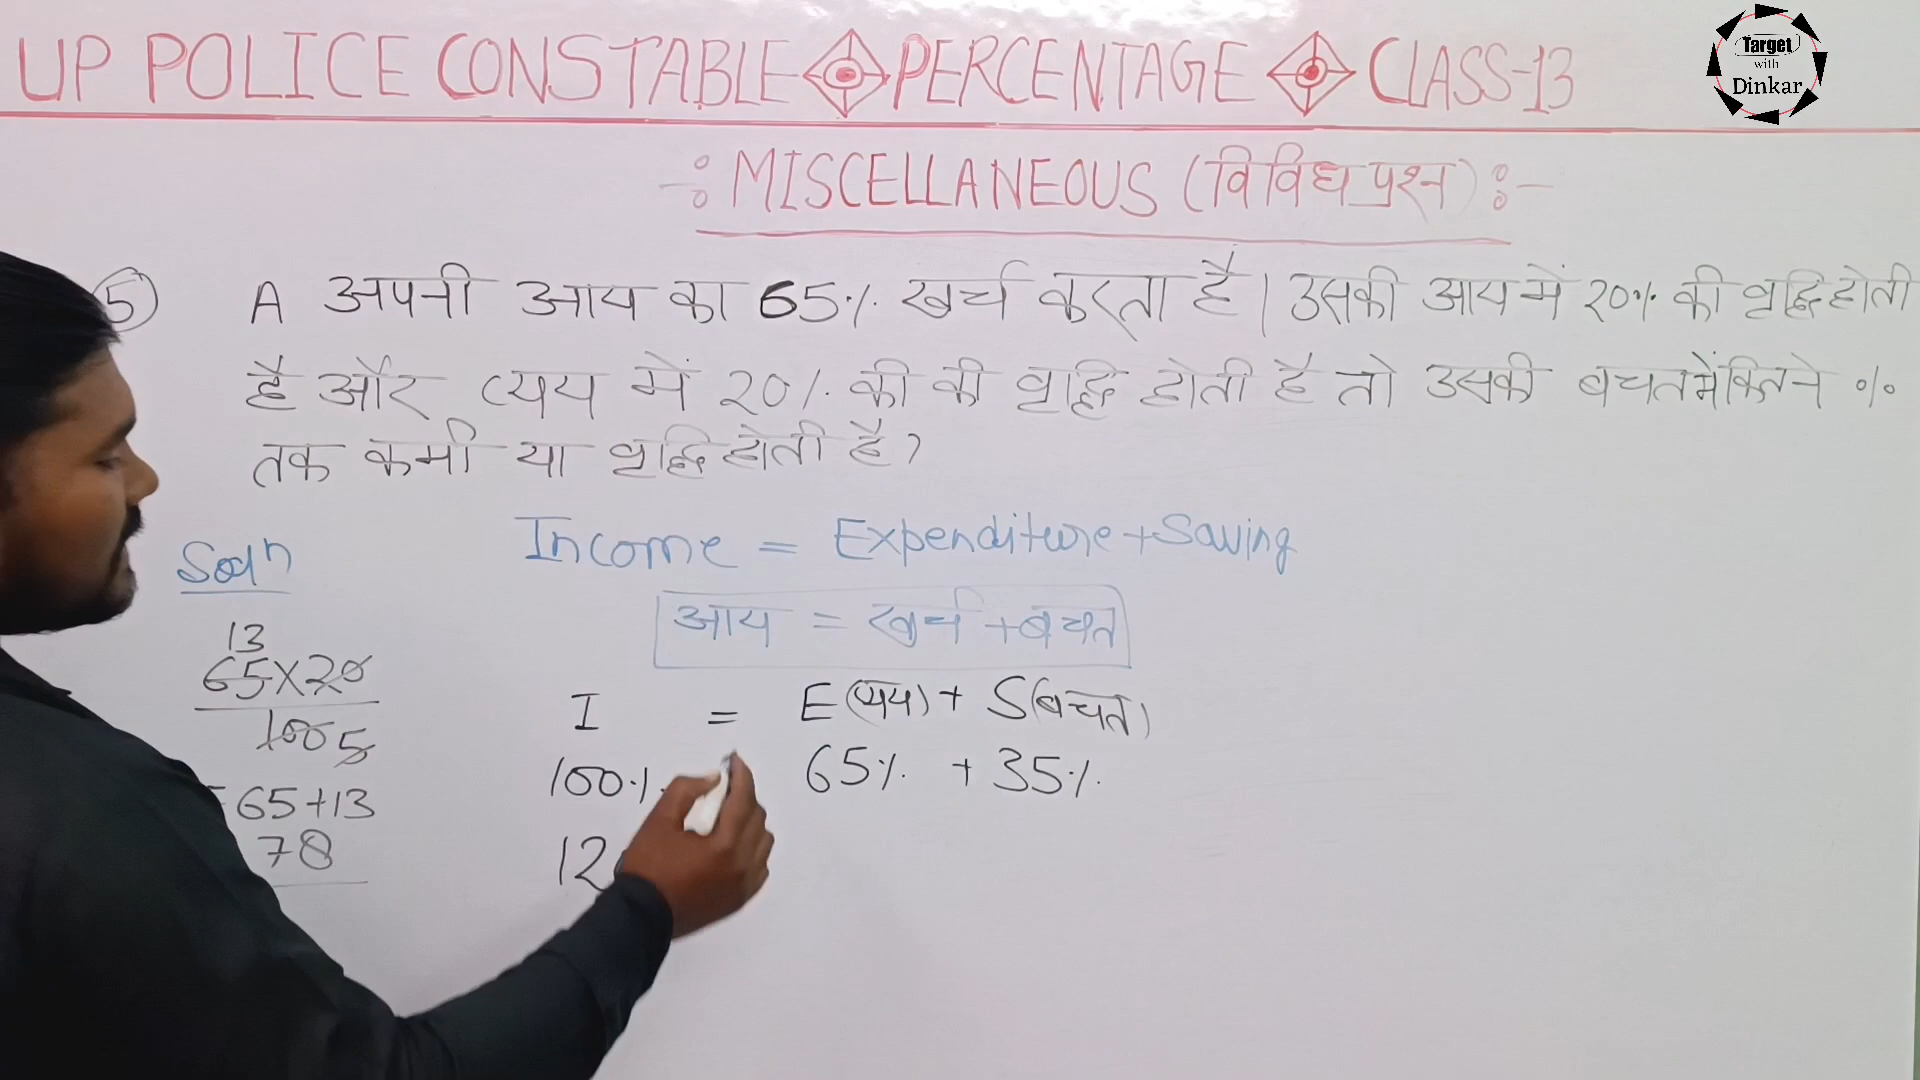 UP POLICE CONSTABLE PERCENTAGE CLASS-13
Target
with
Dinkar
-: MISCELLANEOUS (विविध प्रश्न) :-
5 A अपनी आय का 65% खर्च करता है। उसकी आय में 20% की वृद्धि होती
है और व्यय में 20% की की वृद्धि होती है तो उसकी बचत में कितने %
तक कमी या वृद्धि होती है?
Income = Expenditure + Saving
Soln
आय = खर्च + बचत
13
65×20
100 5
= 65+13
78
I = E (व्यय) + S(बचत)
100% 65% + 35%
12